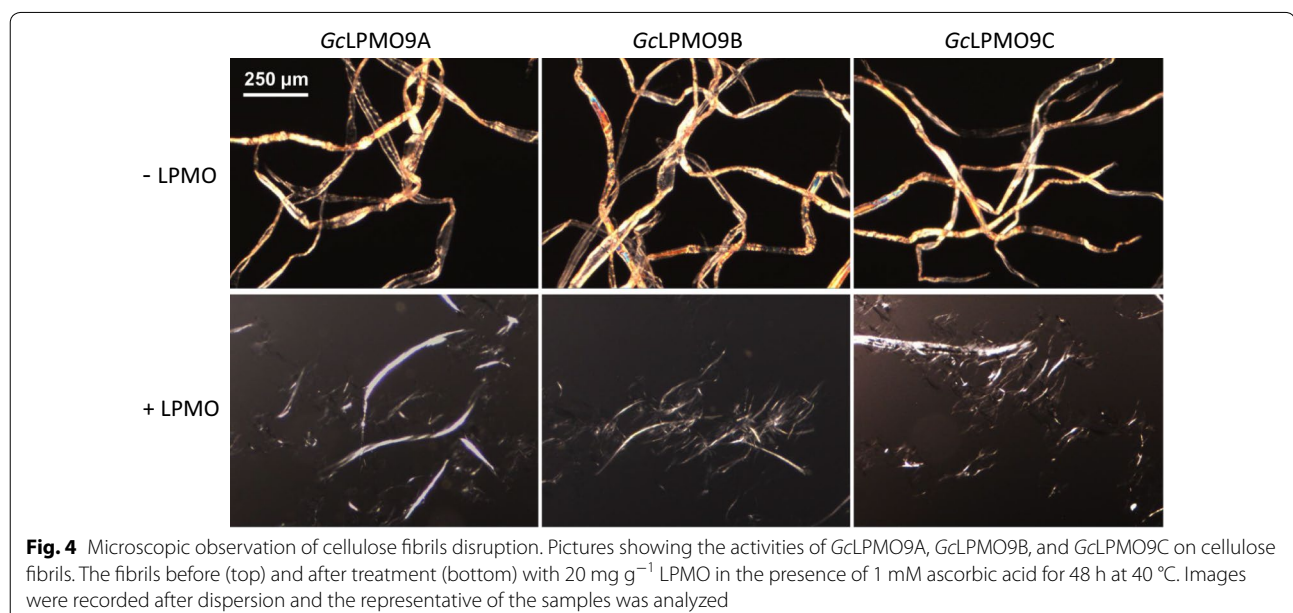 GcLPMO9A GcLPMO9B GcLPMO9C
250 µm
- LPMO
+ LPMO
Fig. 4 Microscopic observation of cellulose fibrils disruption. Pictures showing the activities of GcLPMO9A, GcLPMO9B, and GcLPMO9C on cellulose
fibrils. The fibrils before (top) and after treatment (bottom) with 20 mg g⁻¹ LPMO in the presence of 1 mM ascorbic acid for 48 h at 40 °C. Images
were recorded after dispersion and the representative of the samples was analyzed